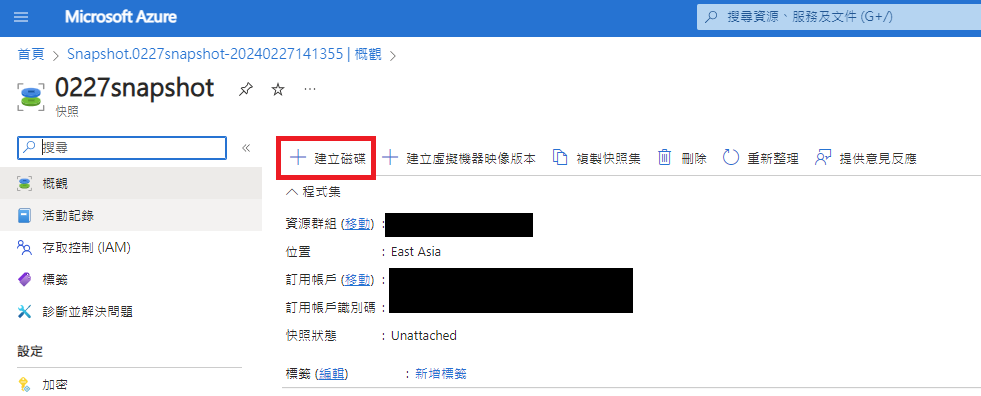 Microsoft Azure
搜尋資源、服務及文件 (G+/)
首頁 > Snapshot.0227snapshot-20240227141355 | 概觀 >
0227snapshot
快照
搜尋
«
概觀
活動記錄
存取控制 (IAM)
標籤
診斷並解決問題
設定
加密
建立磁碟 建立虛擬機器映像版本 複製快照集 刪除 重新整理 提供意見反應
程式集
資源群組 (移動) :
位置 : East Asia
訂用帳戶 (移動) :
訂用帳戶識別碼 :
快照狀態 : Unattached
標籤 (編輯) : 新增標籤